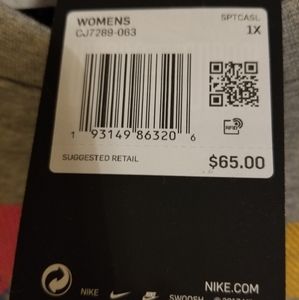 WOMENS SPTCASL
CJ7289-063 1X
1 93149 86320 6
RFID
SUGGESTED RETAIL $65.00
NIKE.COM
NIKE SWOOSH